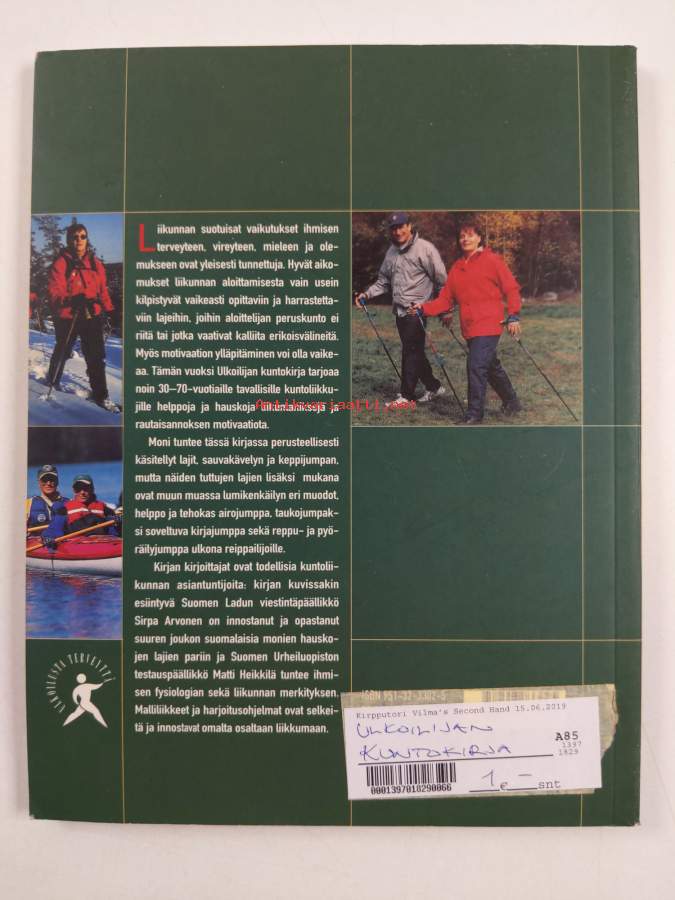 Liikunnan suotuisat vaikutukset ihmisen
terveyteen, vireyteen, mieleen ja ole-
mukseen ovat yleisesti tunnettuja. Hyvät aiko-
mukset liikunnan aloittamisesta vain usein
kilpistyvät vaikeasti opittaviin ja harrastetta-
viin lajeihin, joihin aloittelijan peruskunto ei
riitä tai jotka vaativat kalliita erikoisvälineitä.
Myös motivaation ylläpitäminen voi olla vaike-
aa. Tämän vuoksi Ulkoilijan kuntokirja tarjoaa
noin 30–70-vuotiaille tavallisille kuntoliikku-
jille helppoja ja hauskoja ja
rautaisannoksen motivaatiota.
Moni tuntee tässä kirjassa perusteellisesti
käsitellyt lajit, sauvakävelyn ja keppijumpan,
mutta näiden tuttujen lajien lisäksi mukana
ovat muun muassa lumikenkäilyn eri muodot,
helppo ja tehokas airojumppa, taukojumpak-
si soveltuva kirjajumppa sekä reppu- ja pyö-
räilyjumppa ulkona reippailijoille.
Kirjan kirjoittajat ovat todellisia kuntolii-
kunnan asiantuntijoita: kirjan kuvissakin
esiintyvä Suomen Ladun viestintäpäällikkö
Sirpa Arvonen on innostanut ja opastanut
suuren joukon suomalaisia monien hausko-
jen lajien pariin ja Suomen Urheiluopiston
testauspäällikkö Matti Heikkilä tuntee ihmi-
sen fysiologian sekä liikunnan merkityksen.
Malliliikkeet ja harjoitusohjelmat ovat selkei-
tä ja innostavat omalta osaltaan liikkumaan.
Antikvariaatti.net
ULKOILUSTA TERVEYTTÄ
Kirpputori Vilma's Second Hand 15.06.2019
ULKOILIJAN
KUNTOKIRJA
A85
1397
1829
0001397018290066
1 € – snt